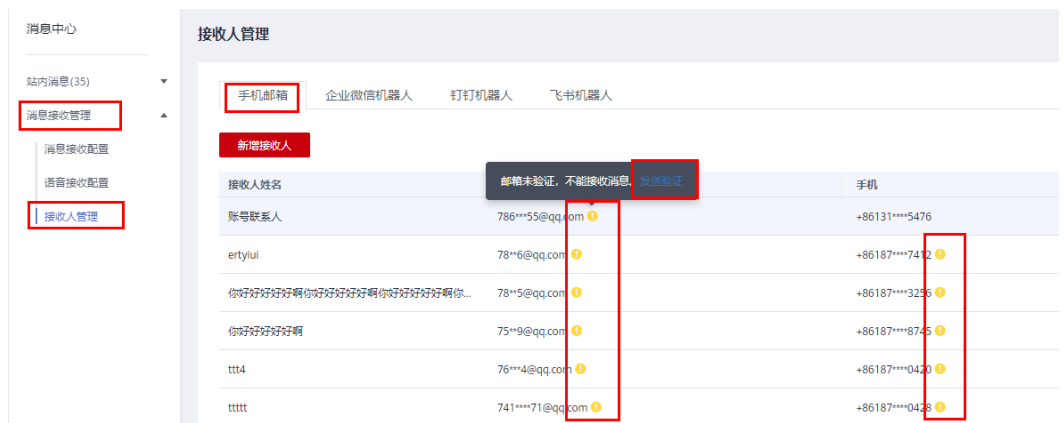 消息中心
接收人管理
站内消息(35)
消息接收管理
消息接收配置
语音接收配置
接收人管理
手机邮箱 企业微信机器人 钉钉机器人 飞书机器人
新增接收人
邮箱未验证，不能接收消息. 发送验证
接收人姓名 手机
账号联系人 786***55@qq.com +86131****5476
ertyiui 78**6@qq.com +86187****7412
你好好好好好啊你好好好好好啊你好好好好好啊你... 78**5@qq.com +86187****3256
你好好好好好啊 75**9@qq.com +86187****8745
ttt4 76***4@qq.com +86187****0420
ttttt 741****71@qq.com +86187****0428